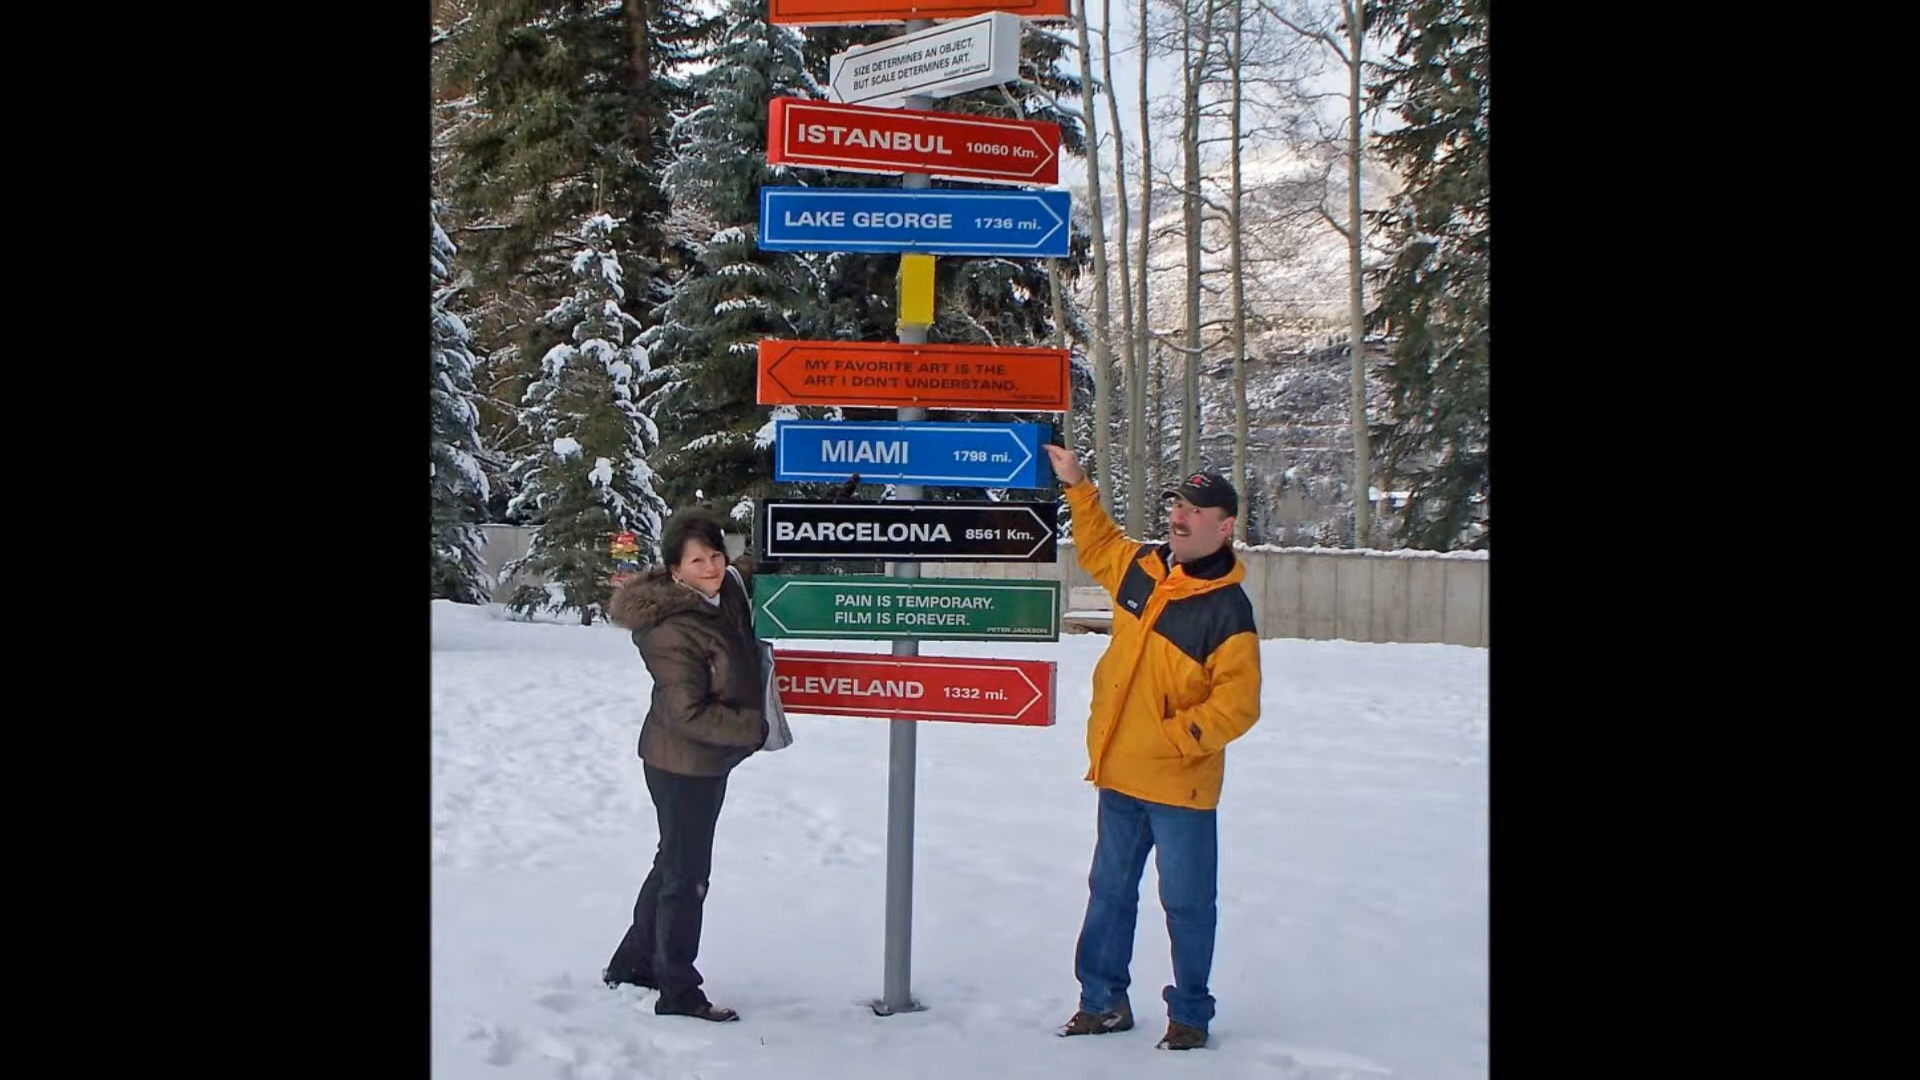 SIZE DETERMINES AN OBJECT,
BUT SCALE DETERMINES ART.
ROBERT SMITHSON
ISTANBUL 10060 Km.
LAKE GEORGE 1736 mi.
MY FAVORITE ART IS THE
ART I DON'T UNDERSTAND.
MIAMI 1798 mi.
BARCELONA 8561 Km.
PAIN IS TEMPORARY.
FILM IS FOREVER.
PETER JACKSON
CLEVELAND 1332 mi.